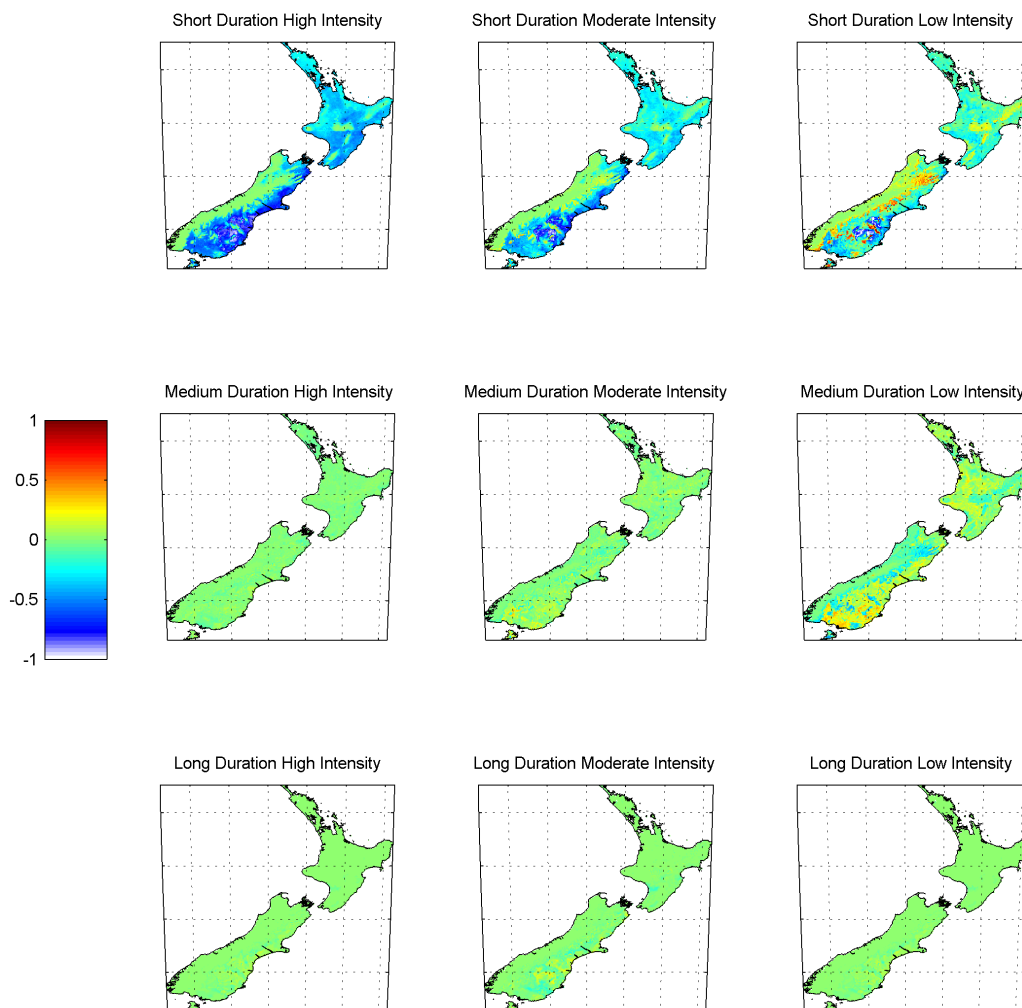 Short Duration High Intensity
Short Duration Moderate Intensity
Short Duration Low Intensity
Medium Duration High Intensity
Medium Duration Moderate Intensity
Medium Duration Low Intensity
1
0.5
0
-0.5
-1
Long Duration High Intensity
Long Duration Moderate Intensity
Long Duration Low Intensity